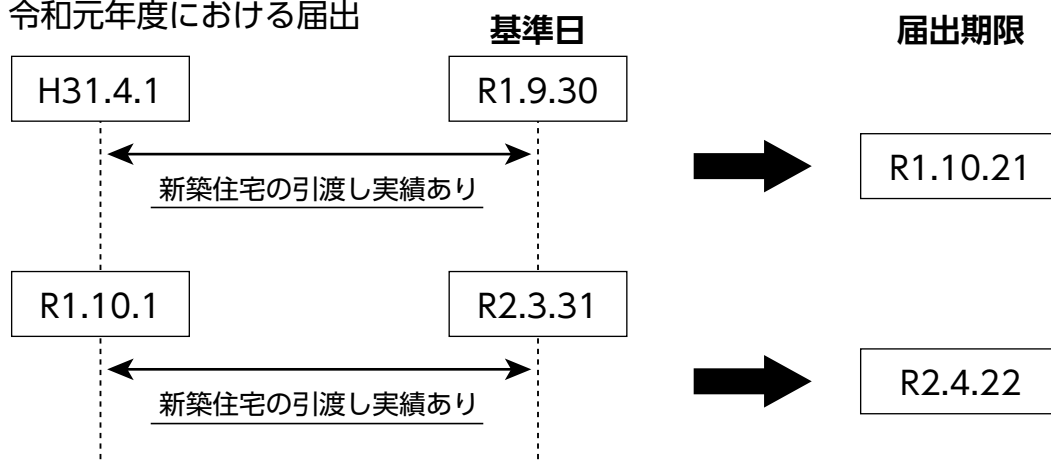 令和元年度における届出
基準日
届出期限
H31.4.1
R1.9.30
新築住宅の引渡し実績あり
R1.10.21
R1.10.1
R2.3.31
新築住宅の引渡し実績あり
R2.4.22